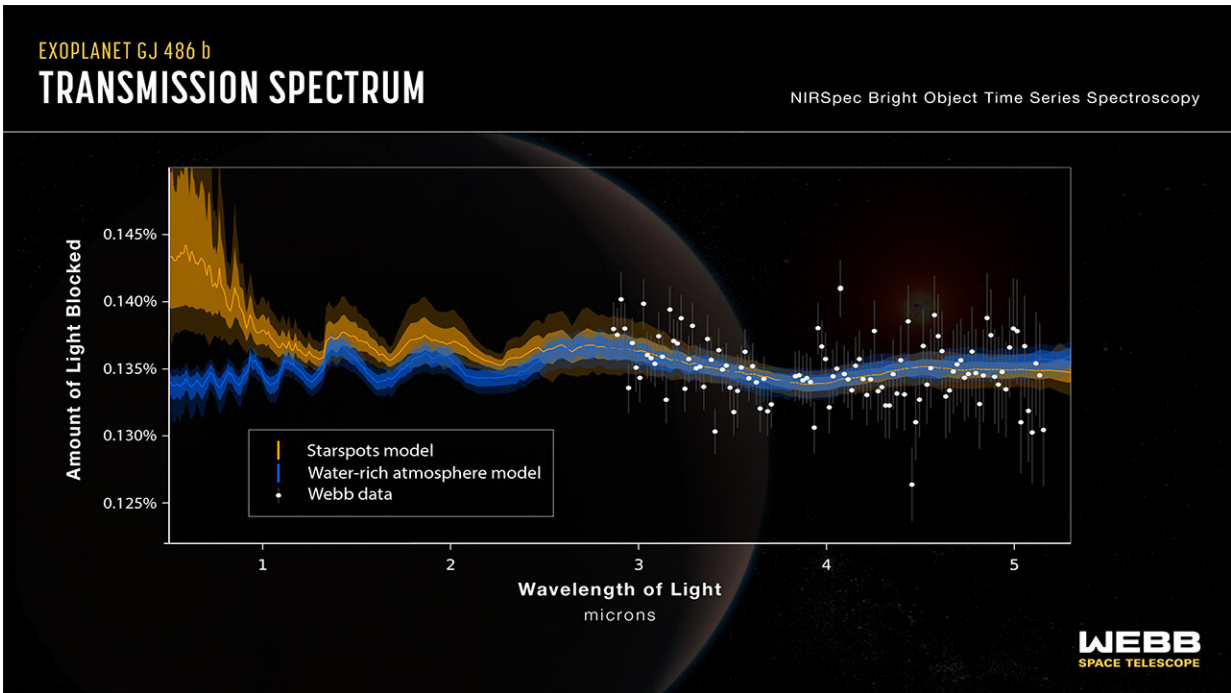 EXOPLANET GJ 486 b
TRANSMISSION SPECTRUM
NIRSpec Bright Object Time Series Spectroscopy
Amount of Light Blocked
0.145%
0.140%
0.135%
0.130%
0.125%
Starspots model
Water-rich atmosphere model
Webb data
1 2 3 4 5
Wavelength of Light
microns
WEBB
SPACE TELESCOPE